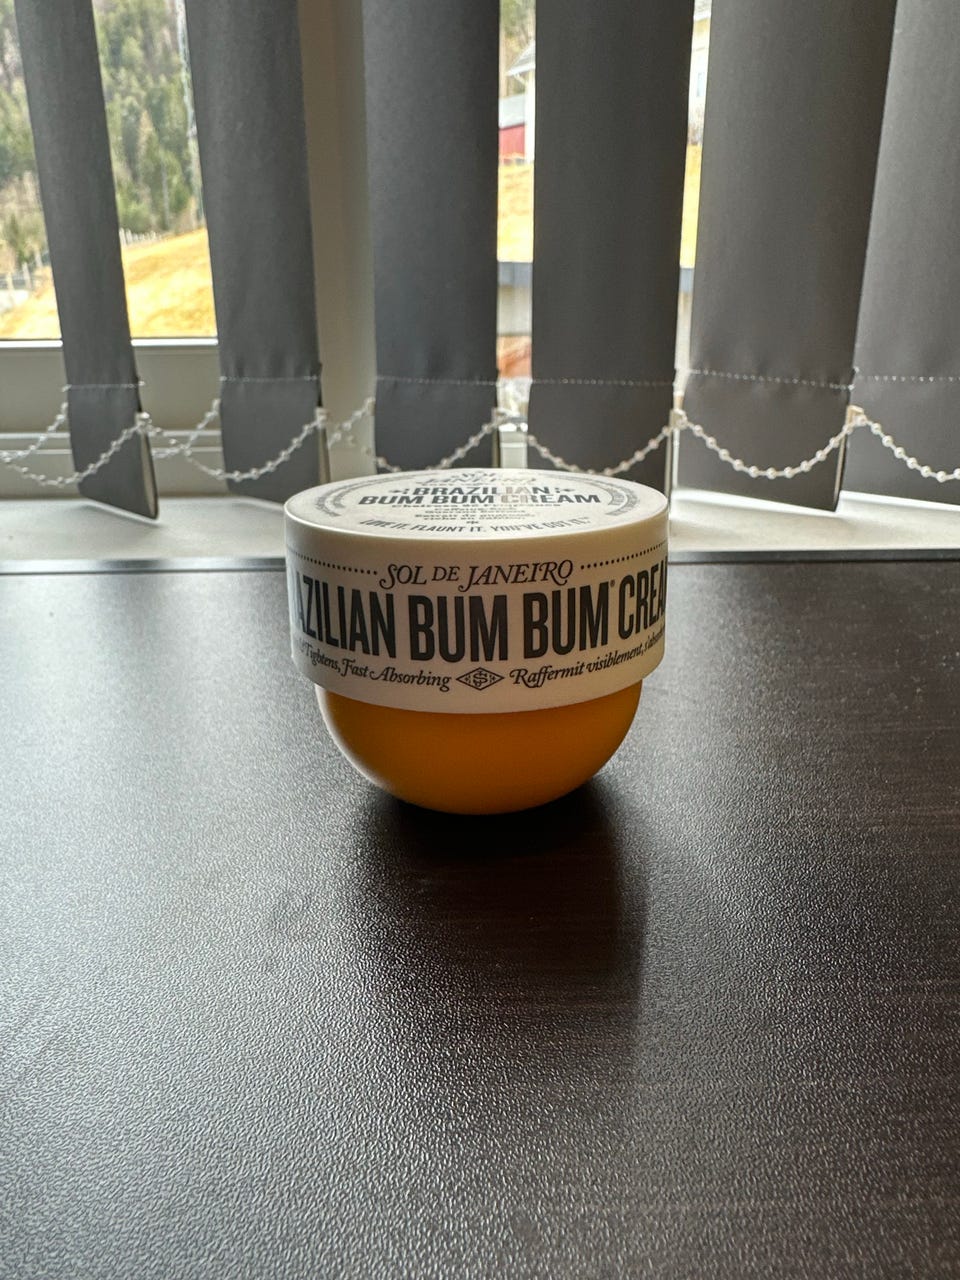 BRAZILIAN
BUM BUM CREAM
LOVE IT. FLAUNT IT. YOU'VE GOT IT.
SOL DE JANEIRO
AZILIAN BUM BUM® CREA
Tightens, Fast-Absorbing
Raffermit visiblement,